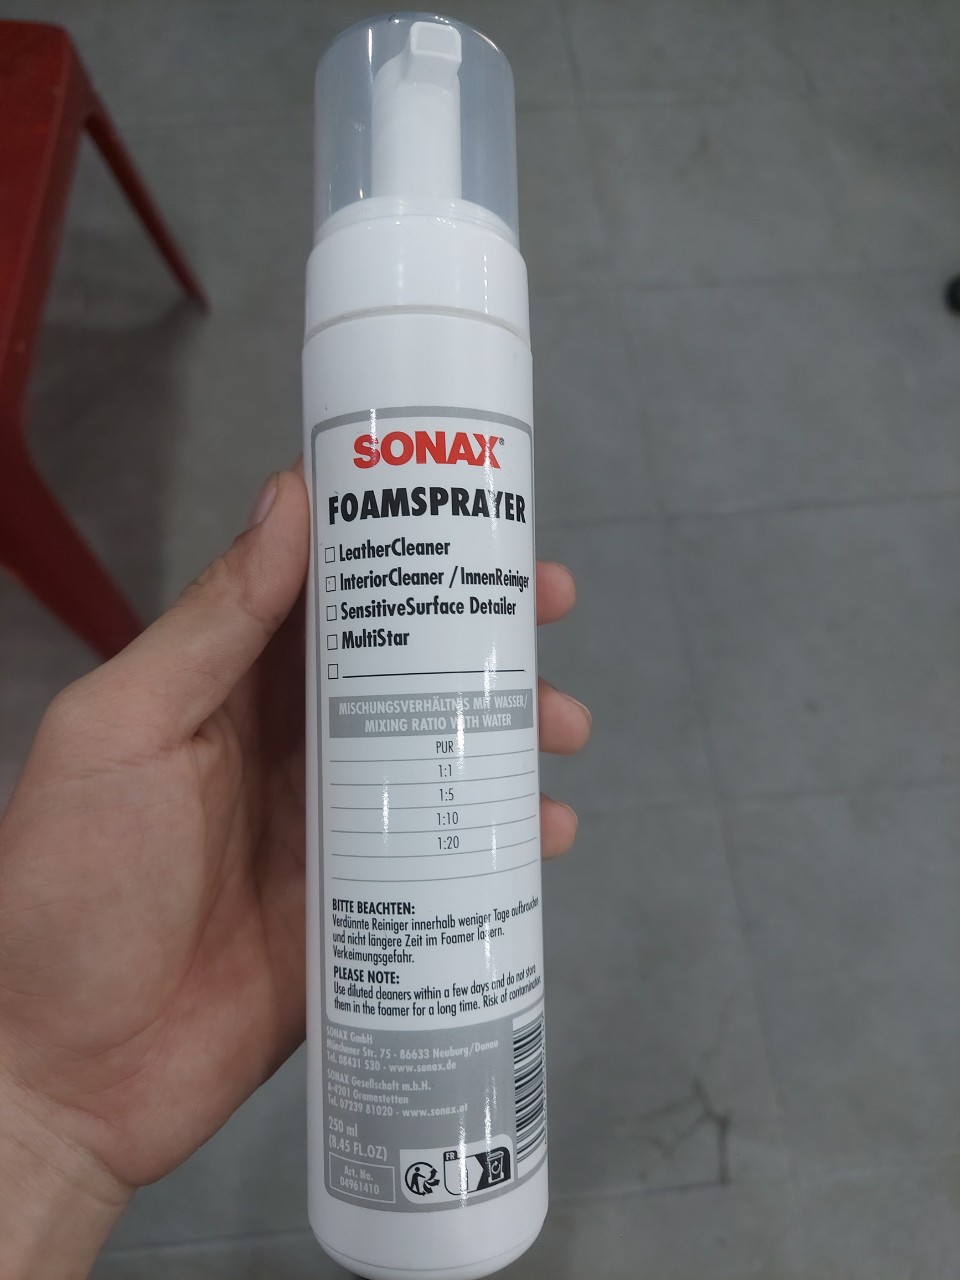 SONAX®
FOAMSPRAYER
LeatherCleaner
InteriorCleaner / InnenReiniger
SensitiveSurface Detailer
MultiStar
MISCHUNGSVERHÄLTNIS MIT WASSER/
MIXING RATIO WITH WATER
PUR
1:1
1:5
1:10
1:20
BITTE BEACHTEN:
Verdünnte Reiniger innerhalb weniger Tage aufbrauchen
und nicht längere Zeit im Foamer lagern.
Verkeimungsgefahr.
PLEASE NOTE:
Use diluted cleaners within a few days and do not store
them in the foamer for a long time. Risk of contamination.
SONAX GmbH
Münchener Str. 75 - 86633 Neuburg/Donau
Tel. 08431 530 - www.sonax.de
SONAX Gesellschaft m.b.H.
A-4201 Gramastetten
Tel. 07239 81020 - www.sonax.at
250 ml
(8.45 FL.OZ)
Art. No.
04961410
FR